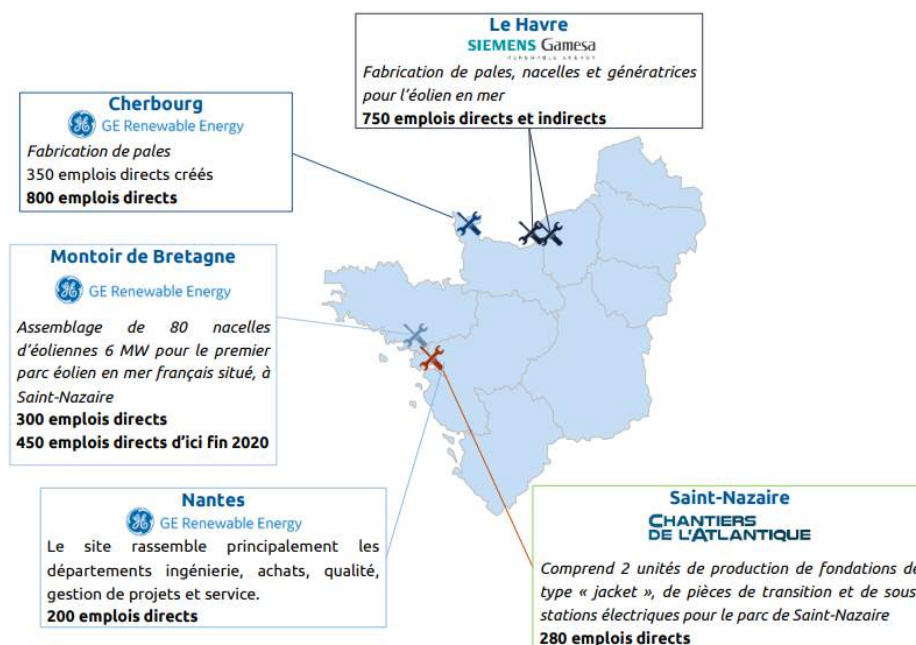 Le Havre
SIEMENS Gamesa
RENEWABLE ENERGY
Fabrication de pales, nacelles et génératrices
pour l'éolien en mer
750 emplois directs et indirects
Cherbourg
GE Renewable Energy
Fabrication de pales
350 emplois directs créés
800 emplois directs
Montoir de Bretagne
GE Renewable Energy
Assemblage de 80 nacelles
d'éoliennes 6 MW pour le premier
parc éolien en mer français situé, à
Saint-Nazaire
300 emplois directs
450 emplois directs d'ici fin 2020
Nantes
GE Renewable Energy
Le site rassemble principalement les
départements ingénierie, achats, qualité,
gestion de projets et service.
200 emplois directs
Saint-Nazaire
CHANTIERS
DE L'ATLANTIQUE
Comprend 2 unités de production de fondations de
type « jacket », de pièces de transition et de sous-
stations électriques pour le parc de Saint-Nazaire
280 emplois directs